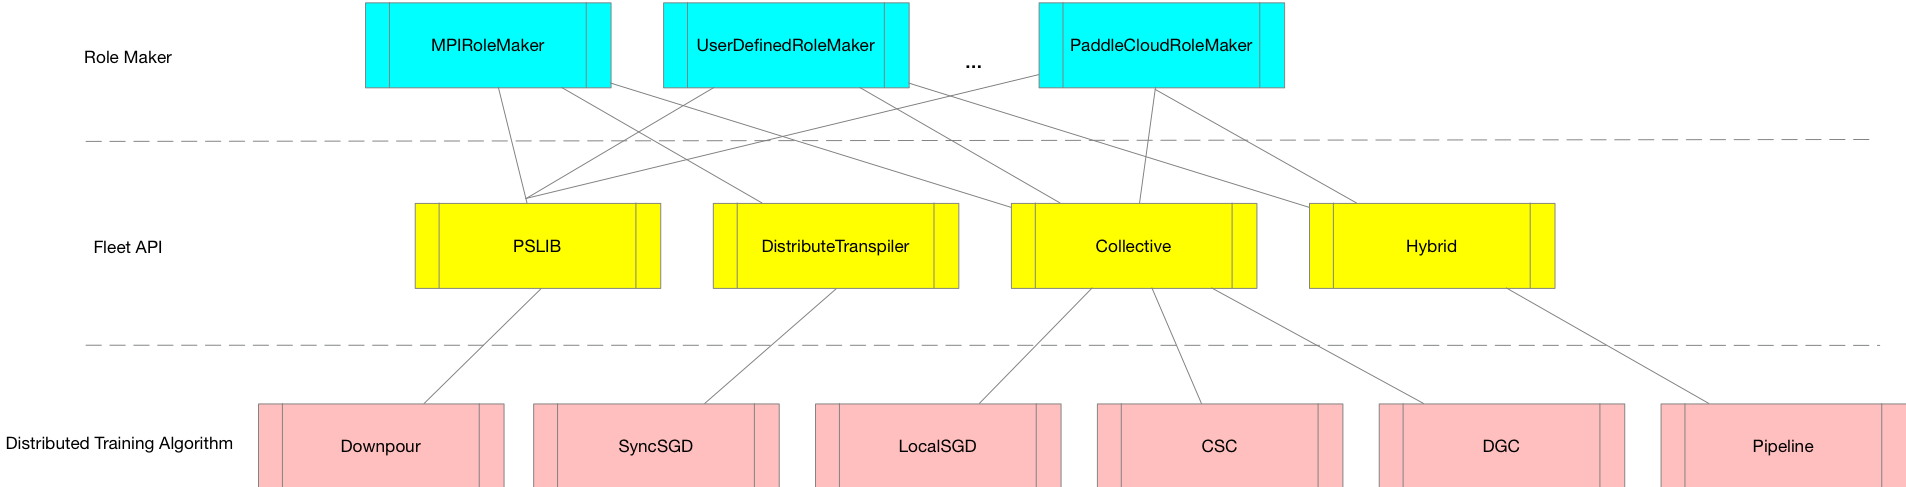 Role Maker
MPIRoleMaker
UserDefinedRoleMaker
...
PaddleCloudRoleMaker
Fleet API
PSLIB
DistributeTranspiler
Collective
Hybrid
Distributed Training Algorithm
Downpour
SyncSGD
LocalSGD
CSC
DGC
Pipeline